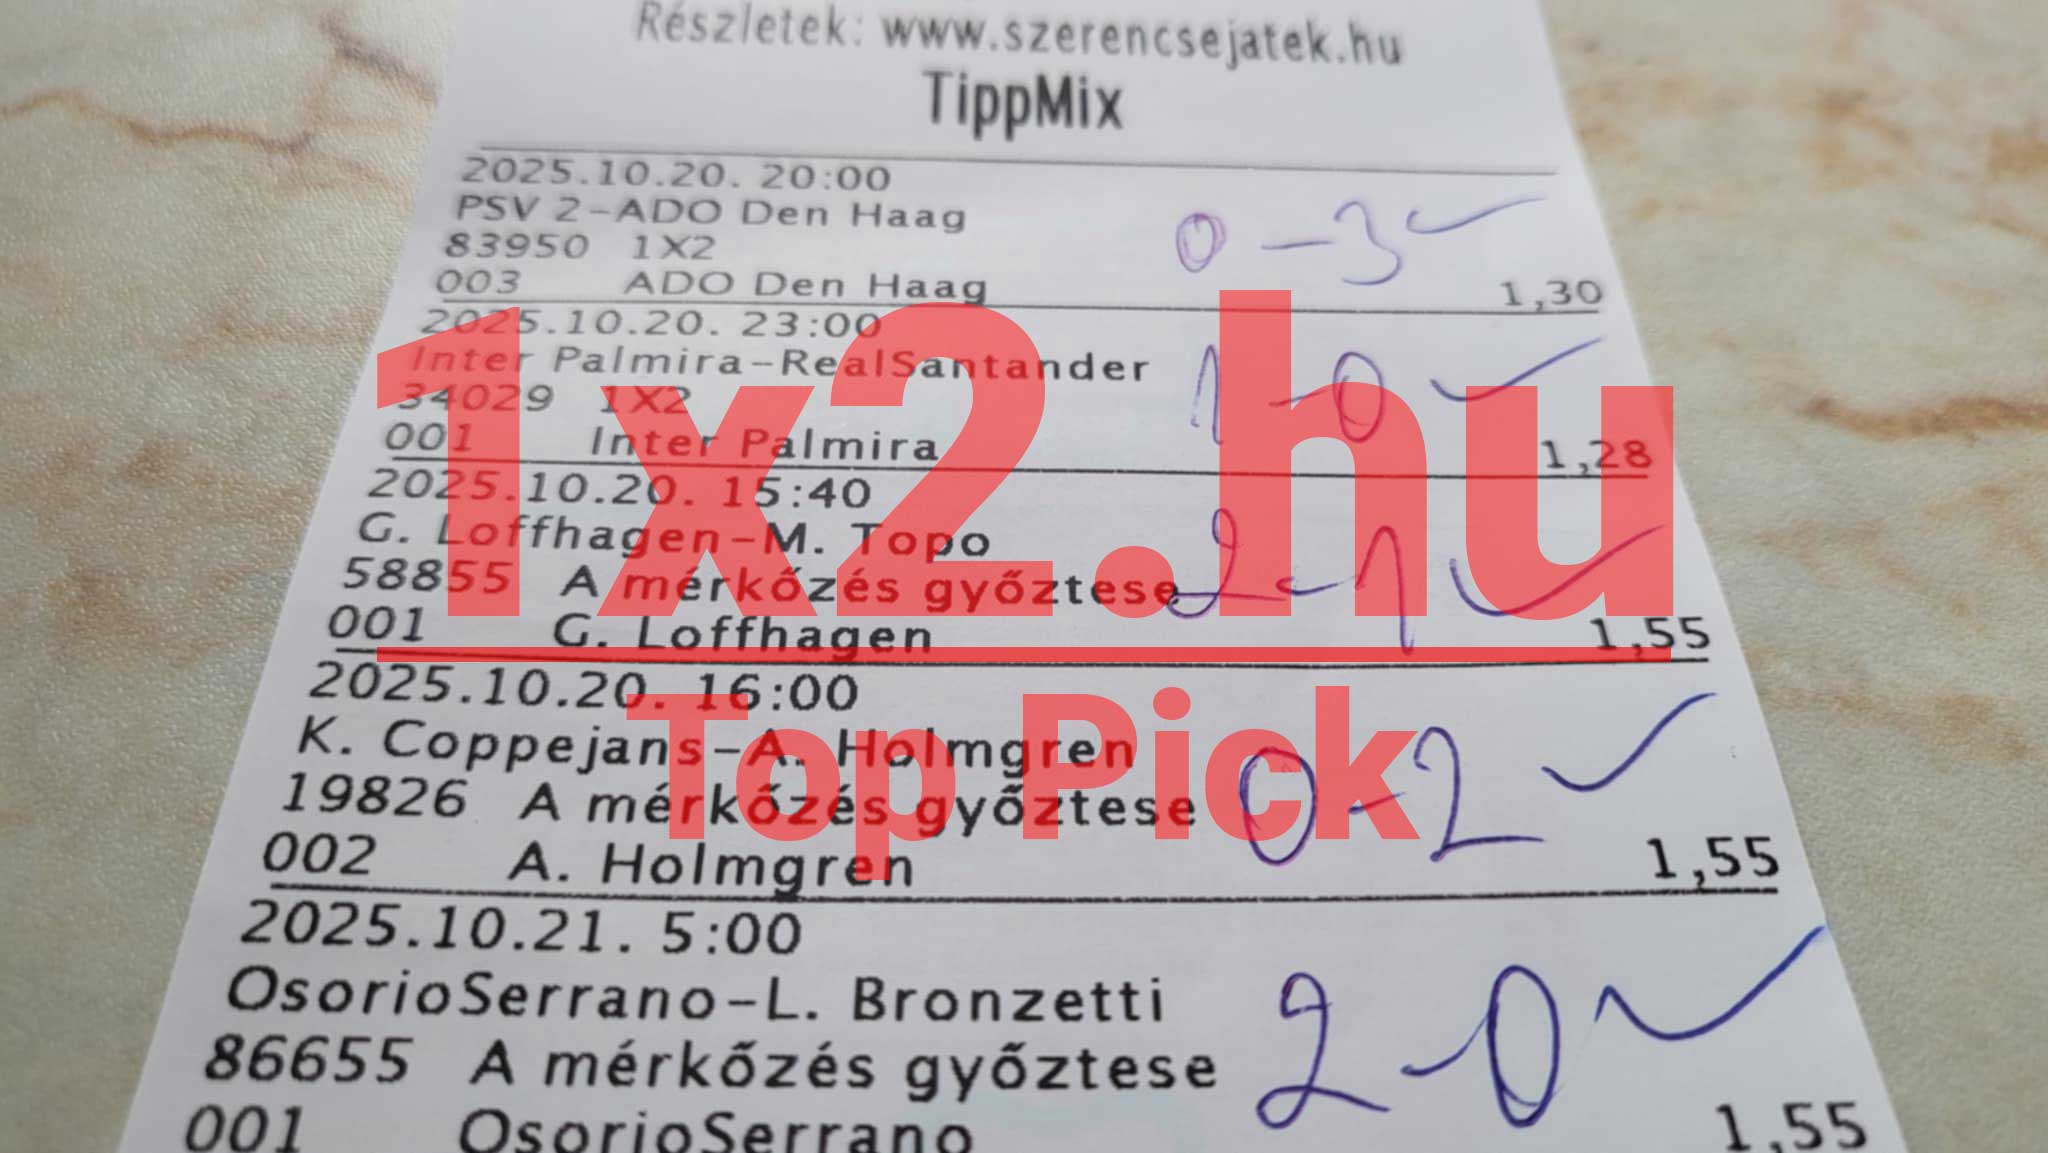 Részletek: www.szerencsejatek.hu
TippMix
2025.10.20. 20:00
PSV 2-ADO Den Haag
0-3
83950 1X2
003 ADO Den Haag 1,30
2025.10.20. 23:00
Inter Palmira-RealSantander
1-0
34029 1X2
001 Inter Palmira 1,28
2025.10.20. 15:40
G. Loffhagen-M. Topo
58855 A mérkőzés győztese 2-1
001 G. Loffhagen 1,55
2025.10.20. 16:00
K. Coppejans-A. Holmgren
19826 A mérkőzés győztese 0-2
002 A. Holmgren 1,55
2025.10.21. 5:00
OsorioSerrano-L. Bronzetti
86655 A mérkőzés győztese 2-0
001 OsorioSerrano 1,55
1x2.hu
Top Pick